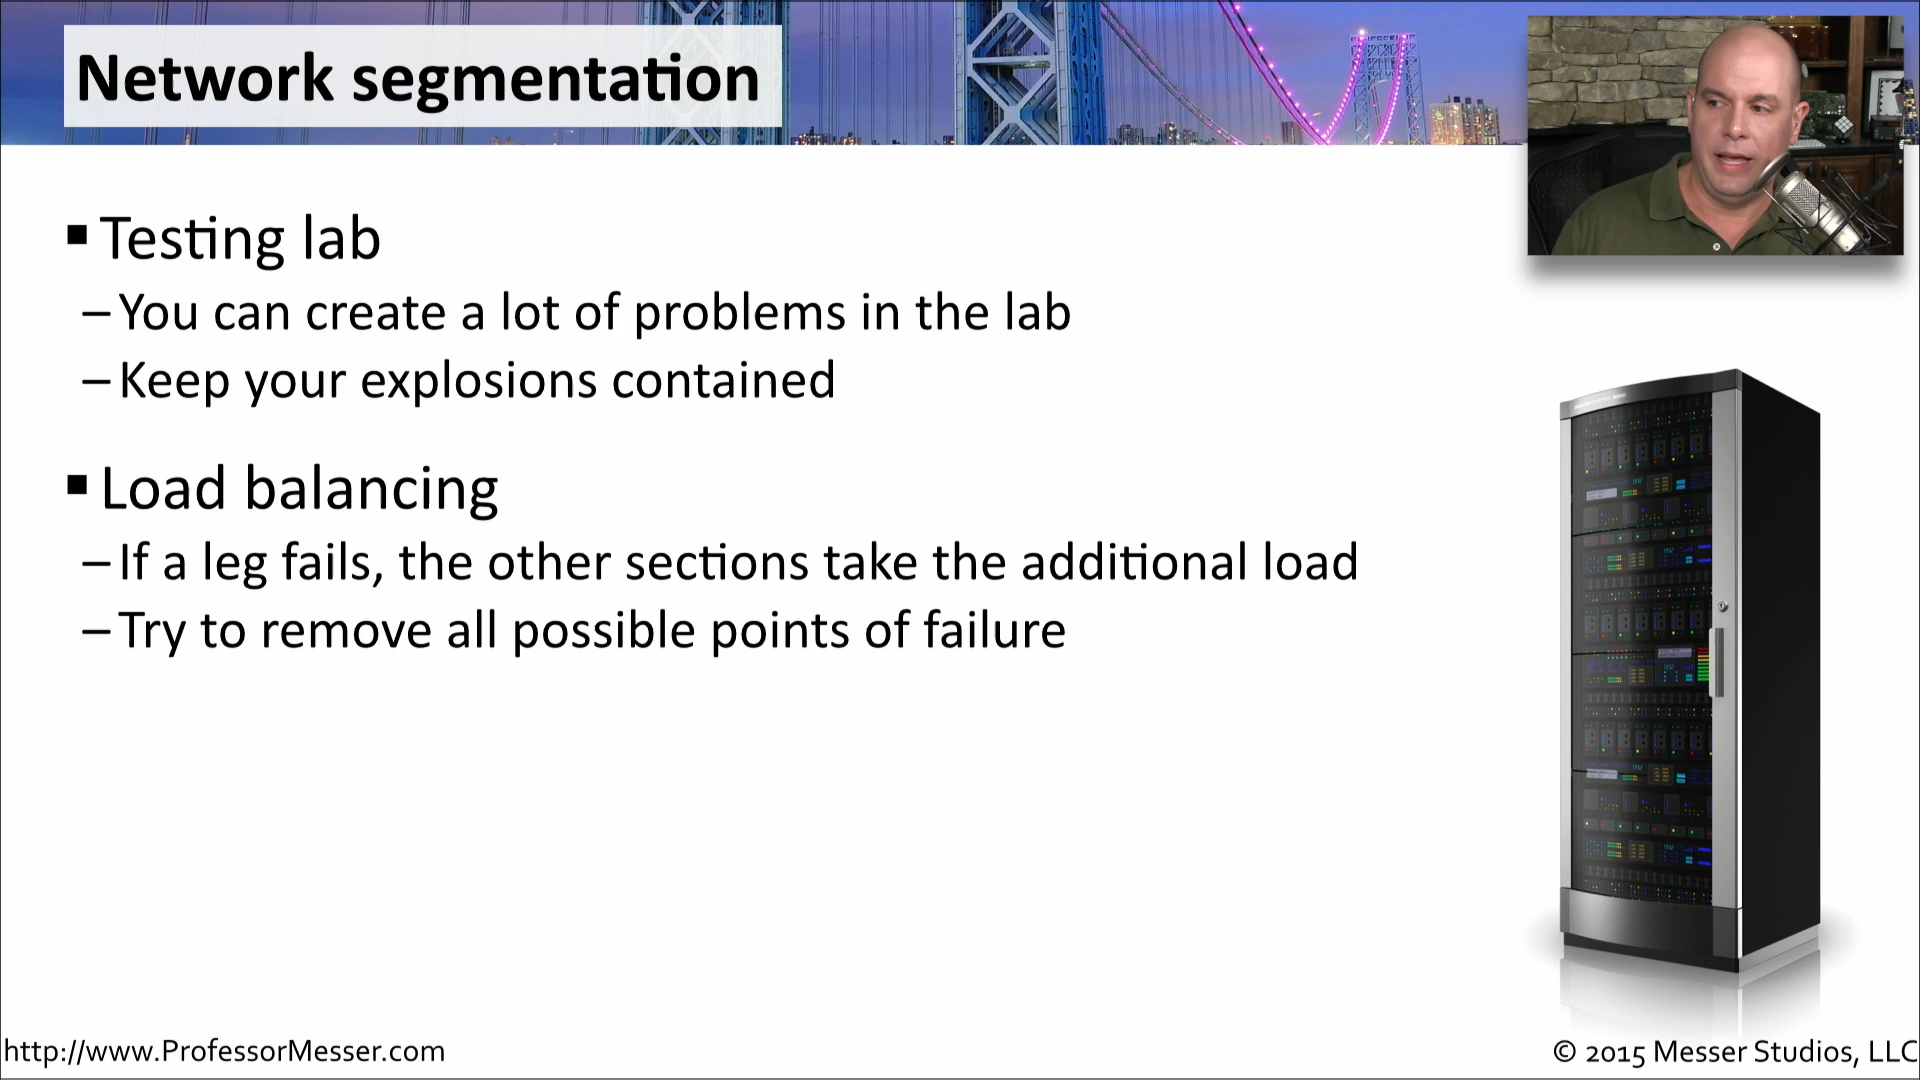 Network segmentation
▪ Testing lab
– You can create a lot of problems in the lab
– Keep your explosions contained
▪ Load balancing
– If a leg fails, the other sections take the additional load
– Try to remove all possible points of failure
http://www.ProfessorMesser.com
© 2015 Messer Studios, LLC